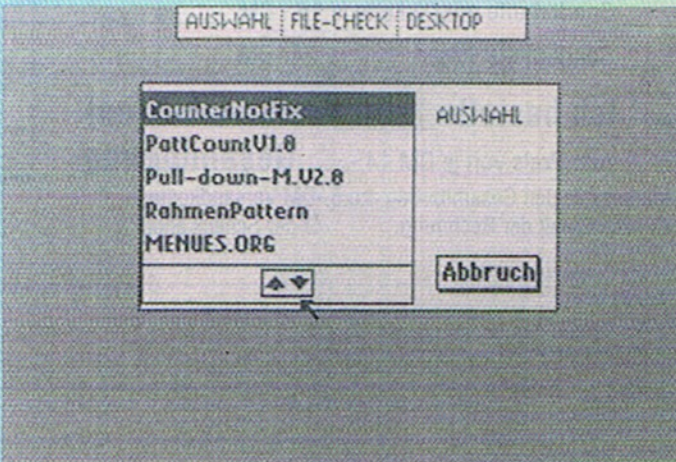 AUSWAHL FILE-CHECK DESKTOP
CounterNotFix
PattCountV1.0
Pull-down-M.V2.0
RahmenPattern
MENUES.ORG
AUSWAHL
Abbruch